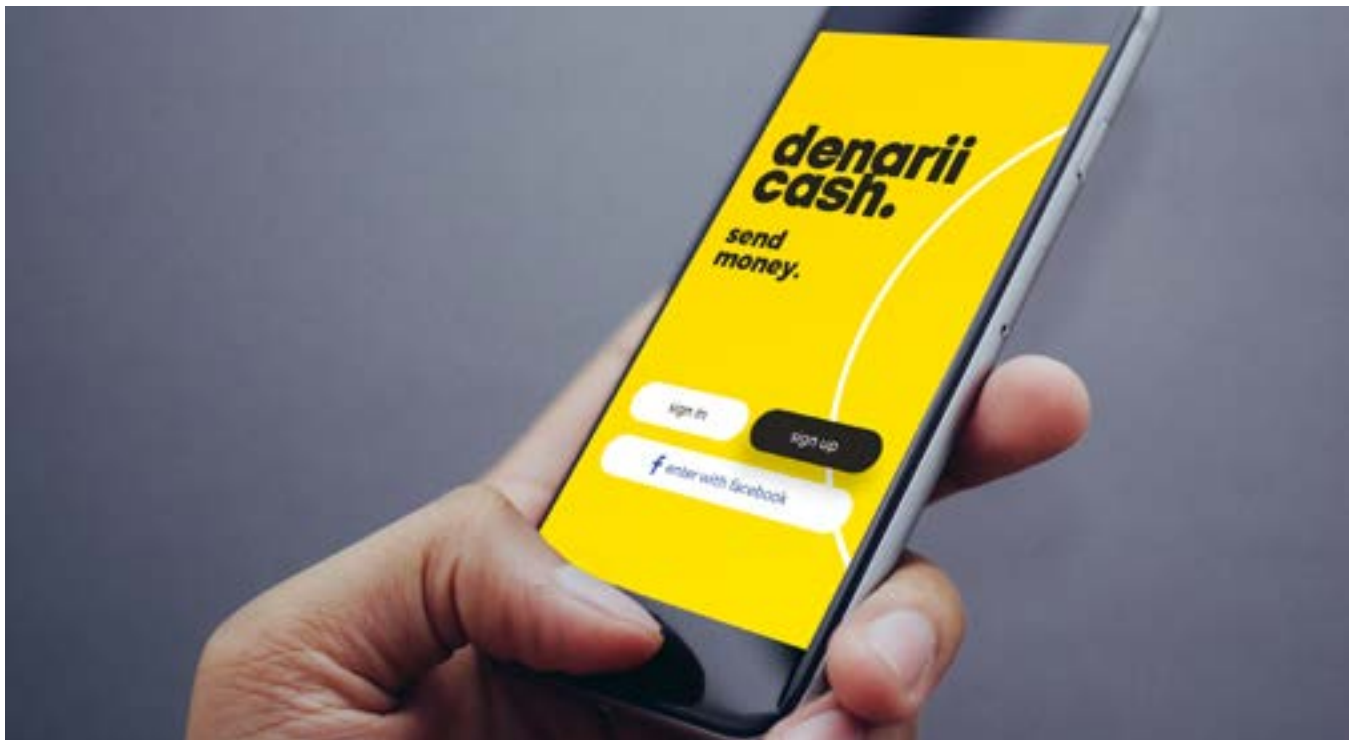 denarii
cash.
send
money.
sign in
sign up
f enter with facebook